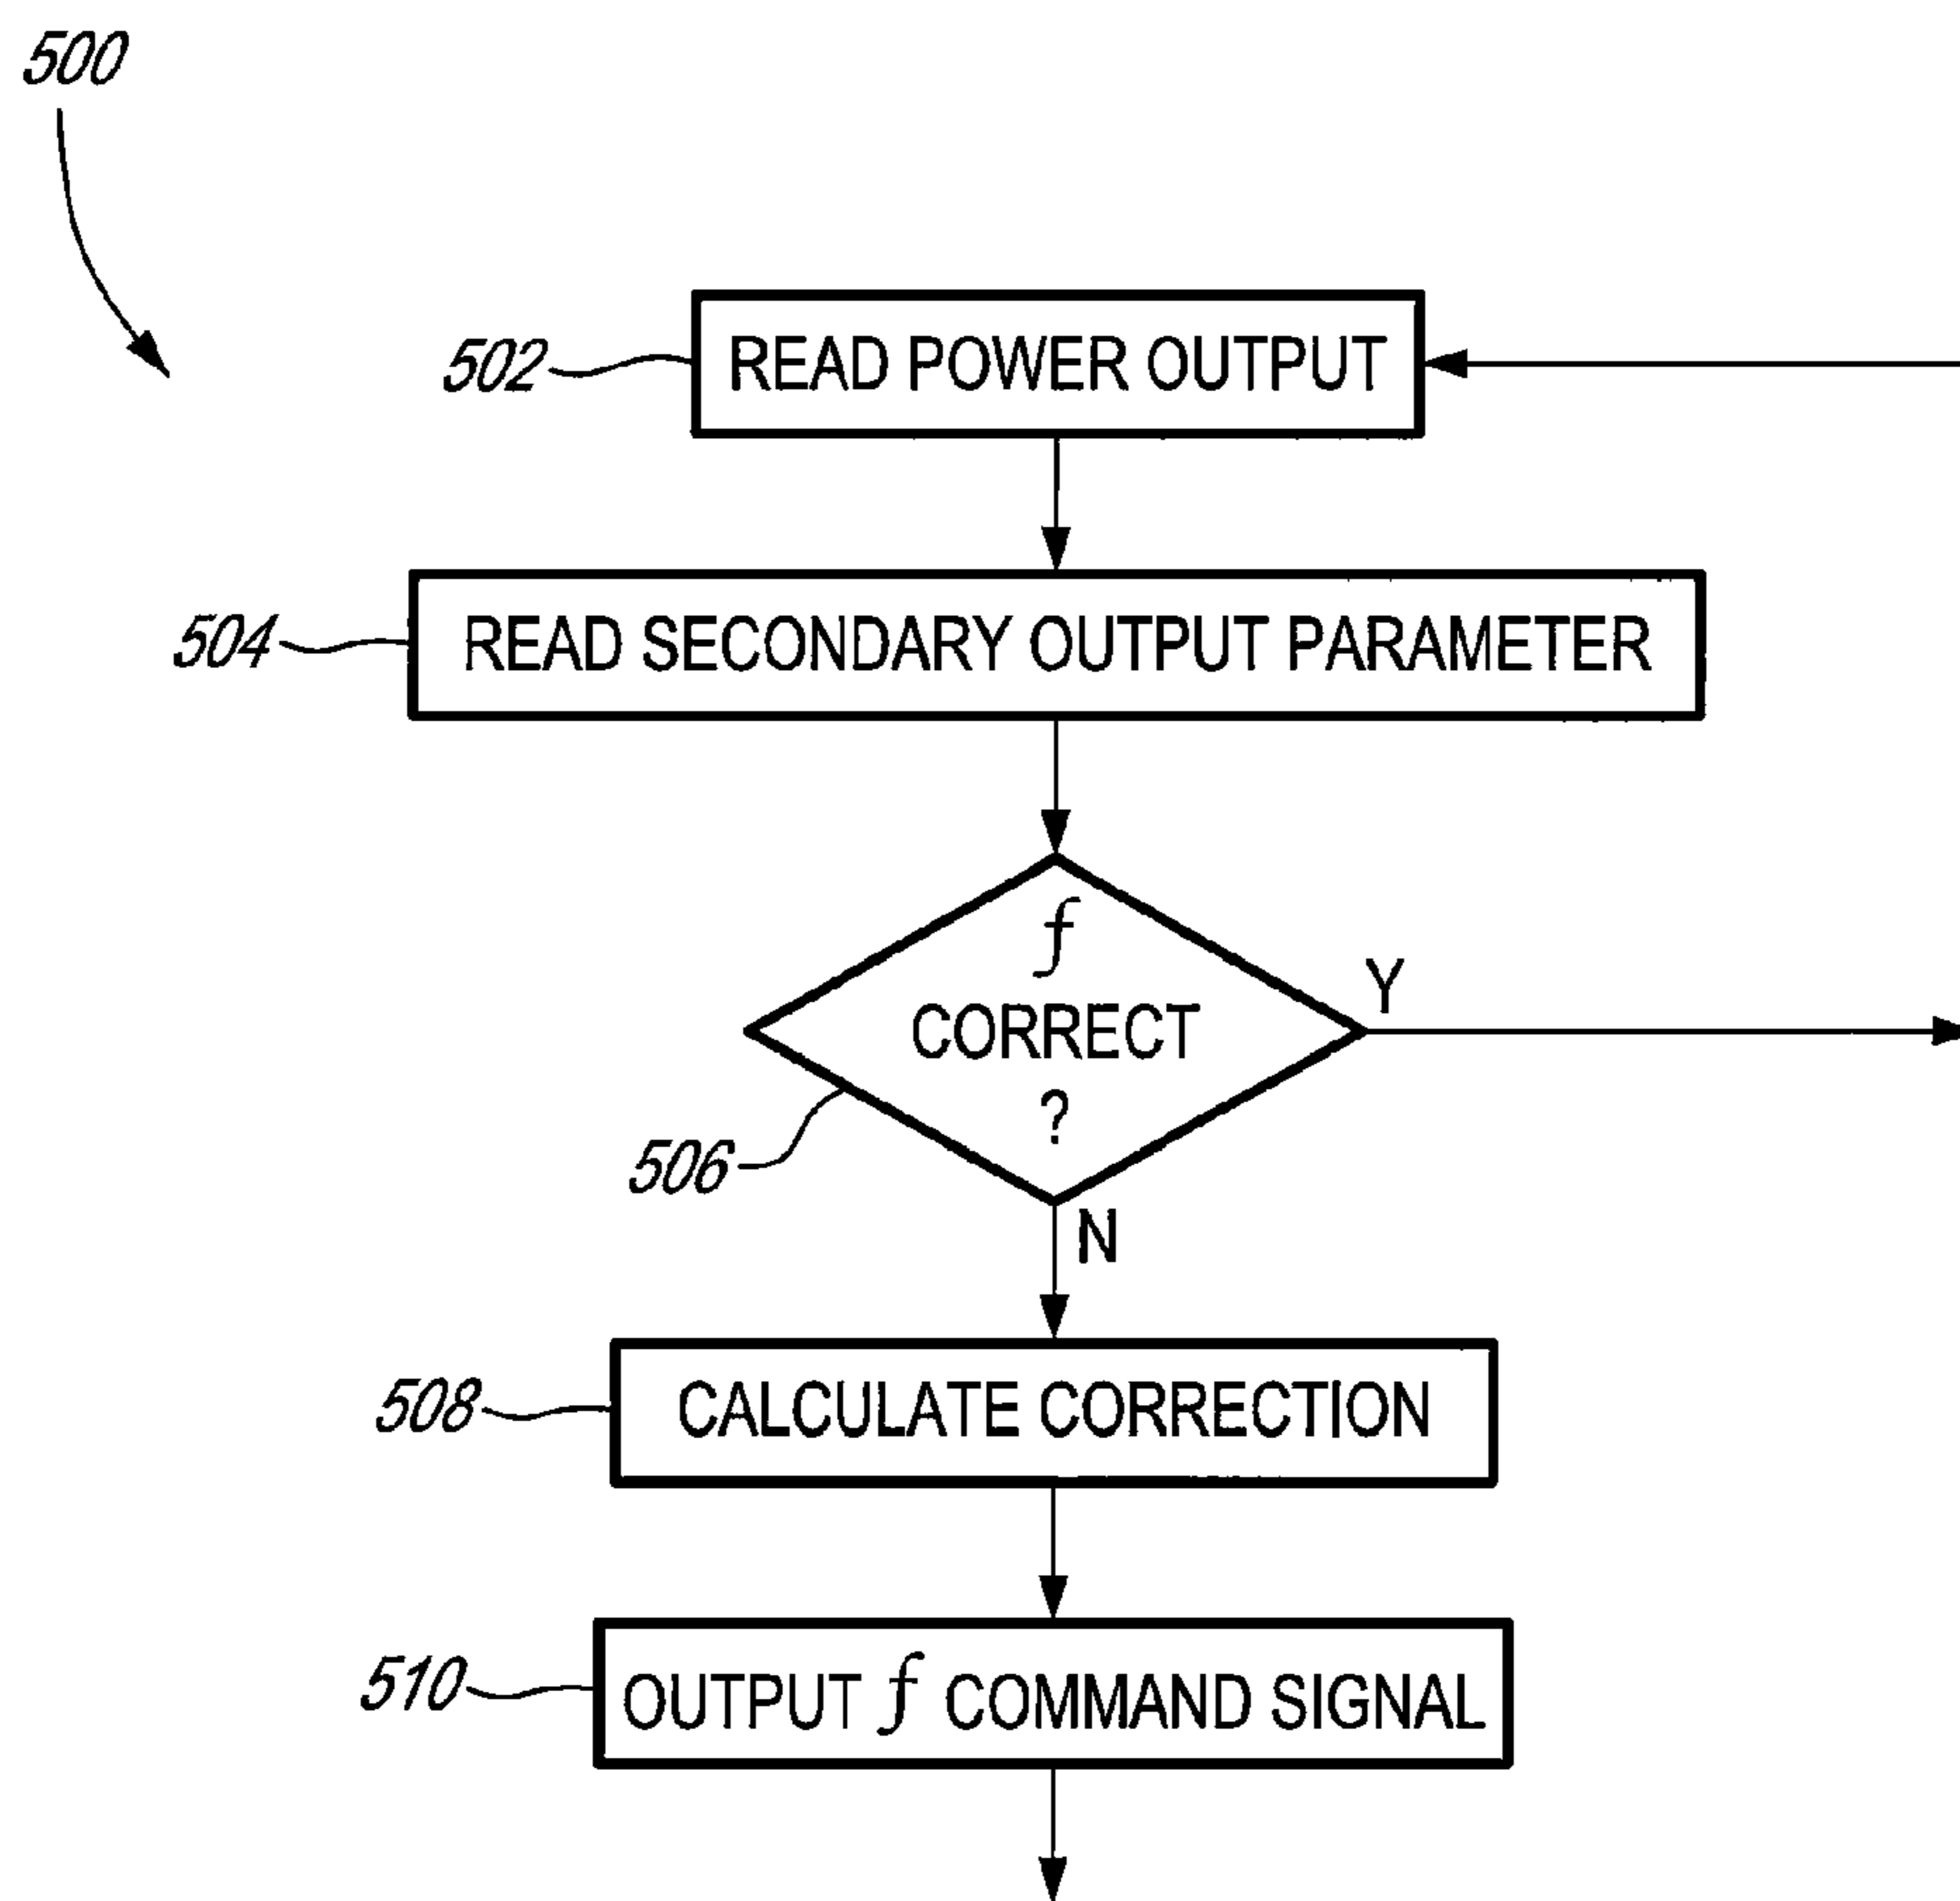 500
502 READ POWER OUTPUT
504 READ SECONDARY OUTPUT PARAMETER
ƒ
CORRECT
?
Y
506
N
508 CALCULATE CORRECTION
510 OUTPUT ƒ COMMAND SIGNAL